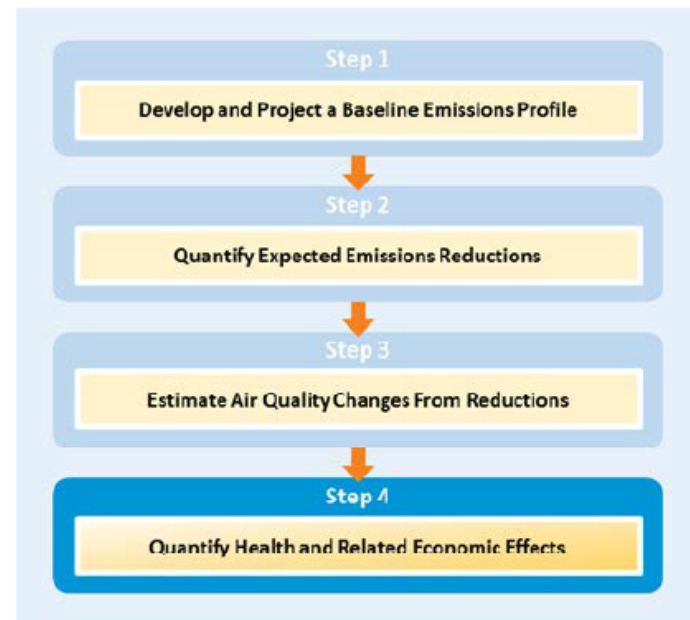 Step 1
Develop and Project a Baseline Emissions Profile
Step 2
Quantify Expected Emissions Reductions
Step 3
Estimate Air Quality Changes From Reductions
Step 4
Quantify Health and Related Economic Effects